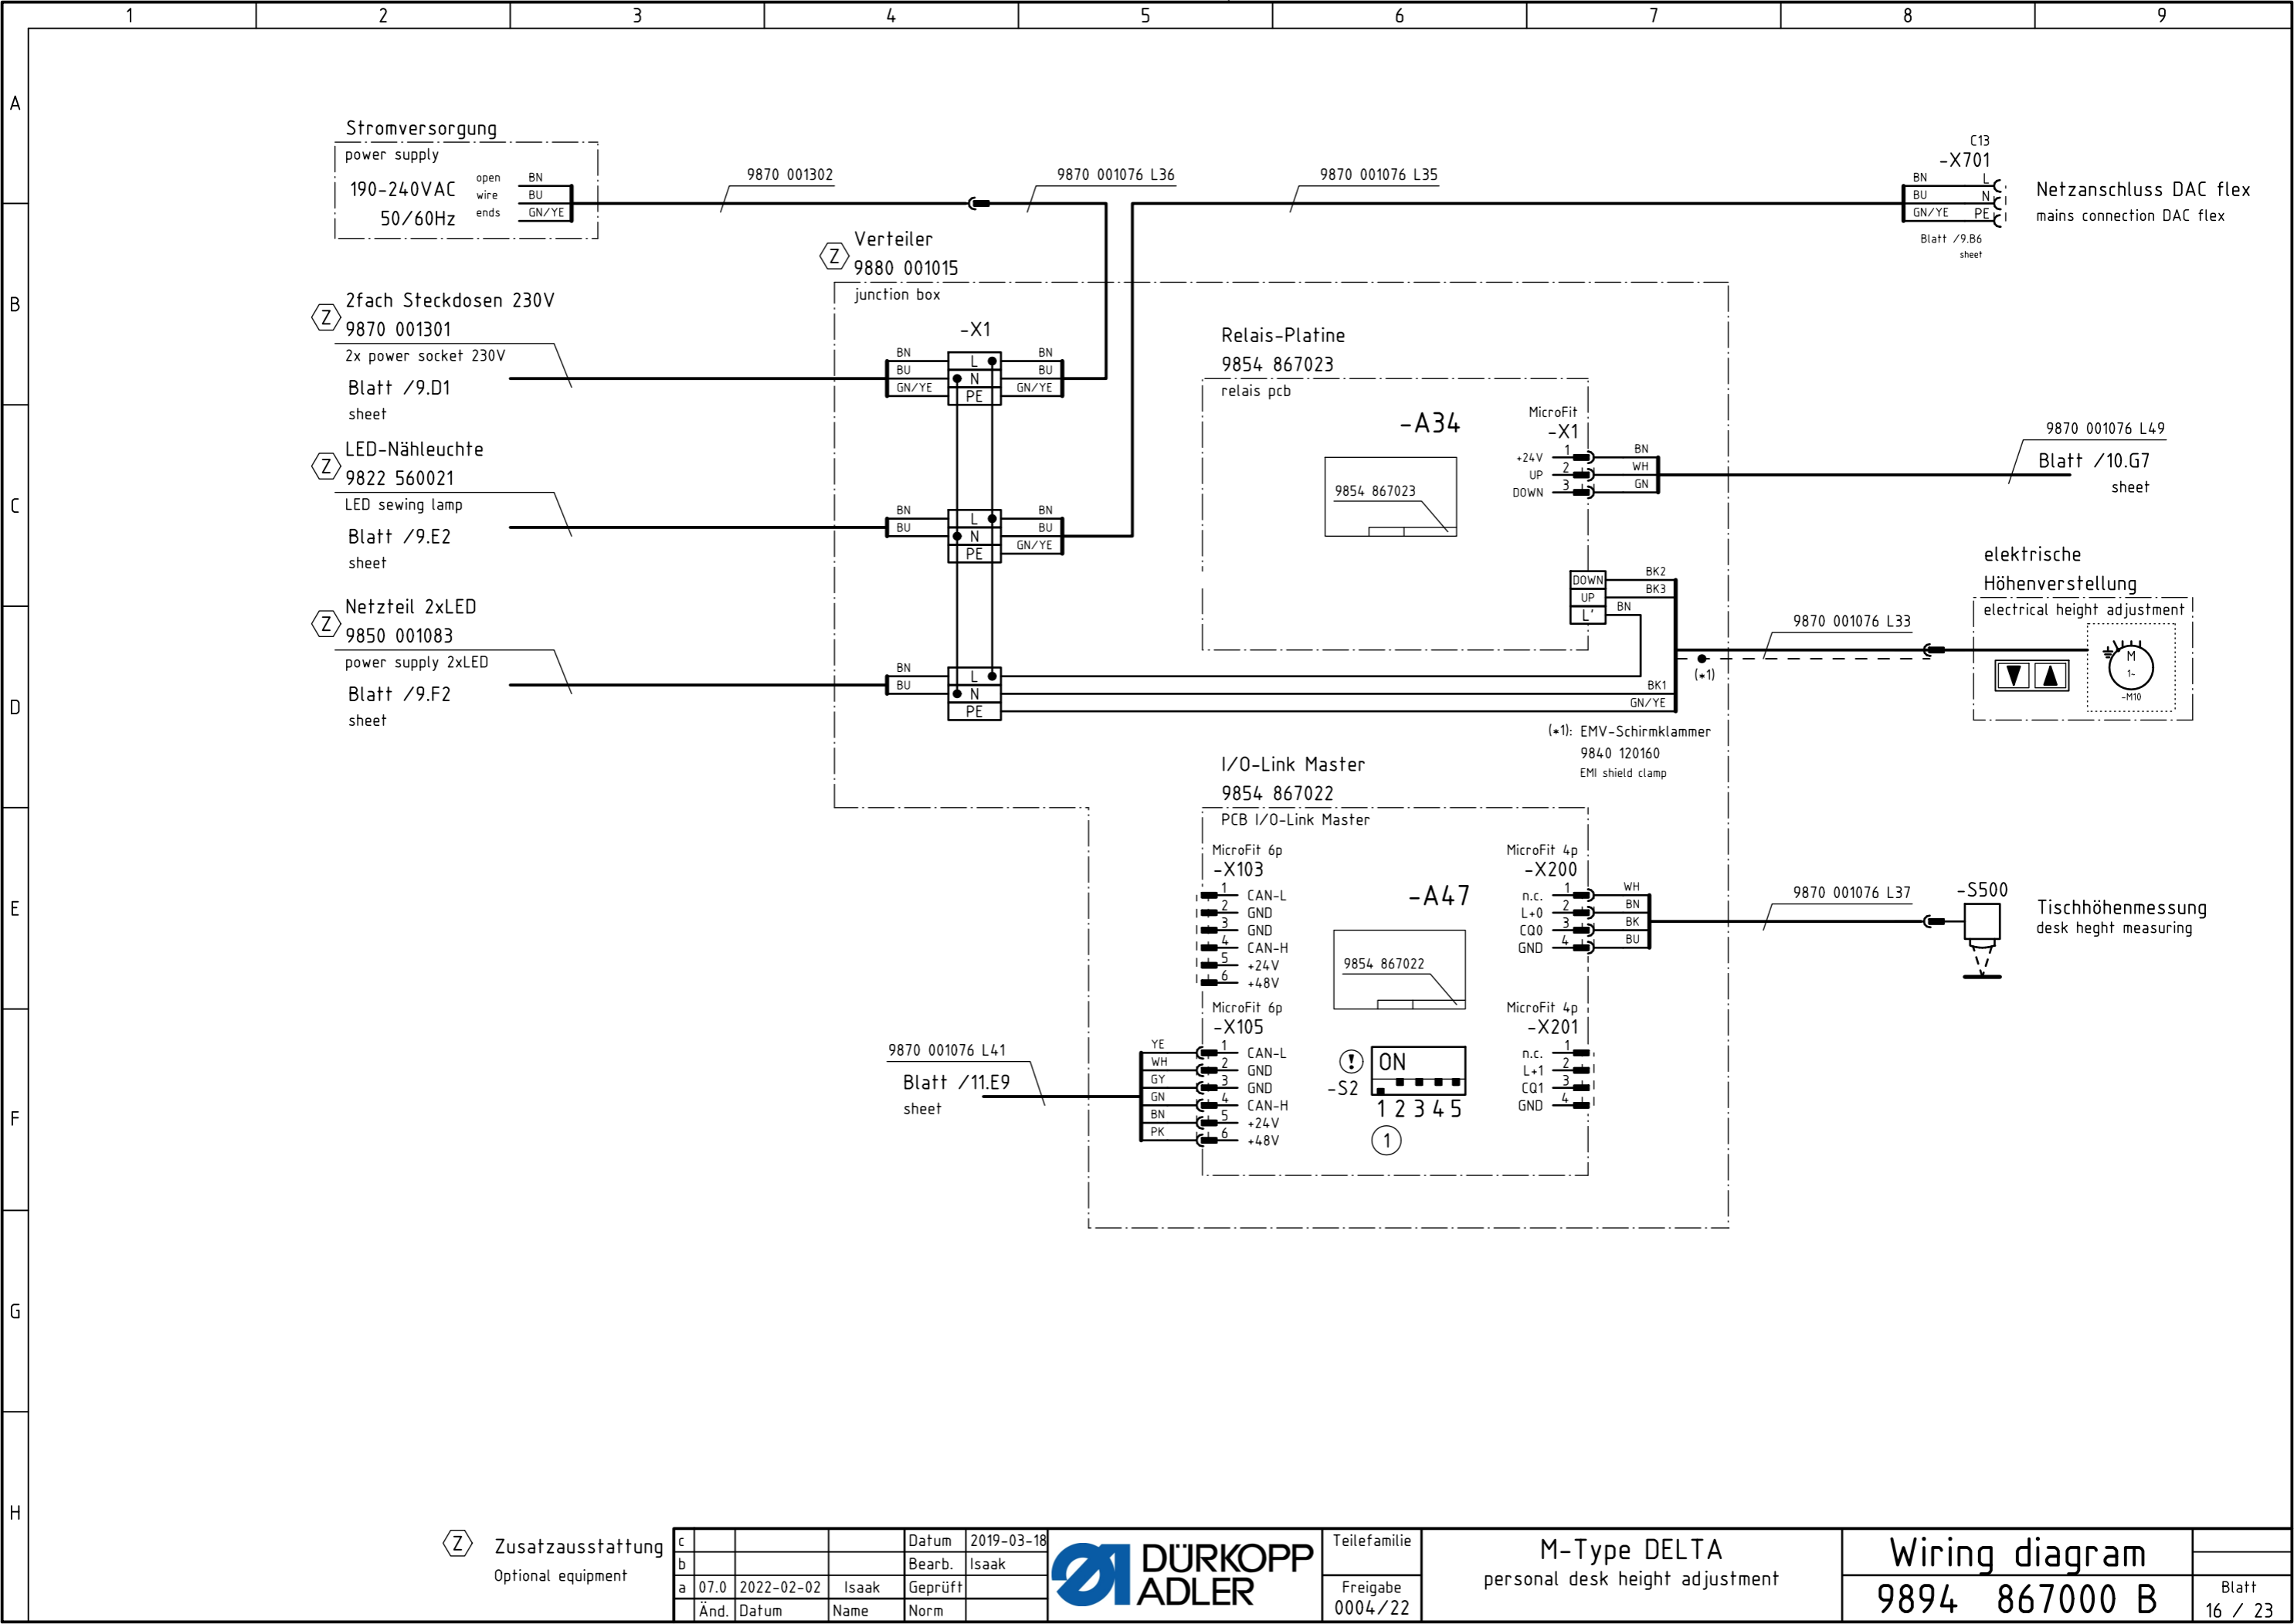 1 2 3 4 5 6 7 8 9
A
B
C
D
E
F
G
H
Stromversorgung
power supply
190-240VAC
50/60Hz
open
wire
ends
BN
BU
GN/YE
9870 001302
9870 001076 L36
9870 001076 L35
C13
-X701
BN L
BU N
GN/YE PE
Blatt /9.B6
sheet
Netzanschluss DAC flex
mains connection DAC flex
Z
Verteiler
9880 001015
junction box
Z
2fach Steckdosen 230V
9870 001301
2x power socket 230V
Blatt /9.D1
sheet
-X1
BN L BN
BU N BU
GN/YE PE GN/YE
Z
LED-Nähleuchte
9822 560021
LED sewing lamp
Blatt /9.E2
sheet
BN L BN
BU N BU
PE GN/YE
Z
Netzteil 2xLED
9850 001083
power supply 2xLED
Blatt /9.F2
sheet
BN L
BU N BK1
PE GN/YE
Relais-Platine
9854 867023
relais pcb
-A34
9854 867023
MicroFit
-X1
+24V 1 BN
UP 2 WH
DOWN 3 GN
9870 001076 L49
Blatt /10.G7
sheet
DOWN BK2
UP BK3
L' BN
(*1)
9870 001076 L33
elektrische
Höhenverstellung
electrical height adjustment
M
1~
-M10
(*1): EMV-Schirmklammer
9840 120160
EMI shield clamp
I/O-Link Master
9854 867022
PCB I/O-Link Master
MicroFit 6p
-X103
1 CAN-L
2 GND
3 GND
4 CAN-H
5 +24V
6 +48V
-A47
9854 867022
MicroFit 4p
-X200
n.c. 1 WH
L+0 2 BN
CQ0 3 BK
GND 4 BU
9870 001076 L37
-S500
Tischhöhenmessung
desk heght measuring
9870 001076 L41
Blatt /11.E9
sheet
MicroFit 6p
-X105
YE 1 CAN-L
WH 2 GND
GY 3 GND
GN 4 CAN-H
BN 5 +24V
PK 6 +48V
!
-S2
ON
1 2 3 4 5
1
MicroFit 4p
-X201
n.c. 1
L+1 2
CQ1 3
GND 4
Z
Zusatzausstattung
Optional equipment
c Datum 2019-03-18
b Bearb. Isaak
a 07.0 2022-02-02 Isaak Geprüft
Änd. Datum Name Norm
DÜRKOPP
ADLER
Teilefamilie
Freigabe
0004/22
M-Type DELTA
personal desk height adjustment
Wiring diagram
9894 867000 B
Blatt
16 / 23